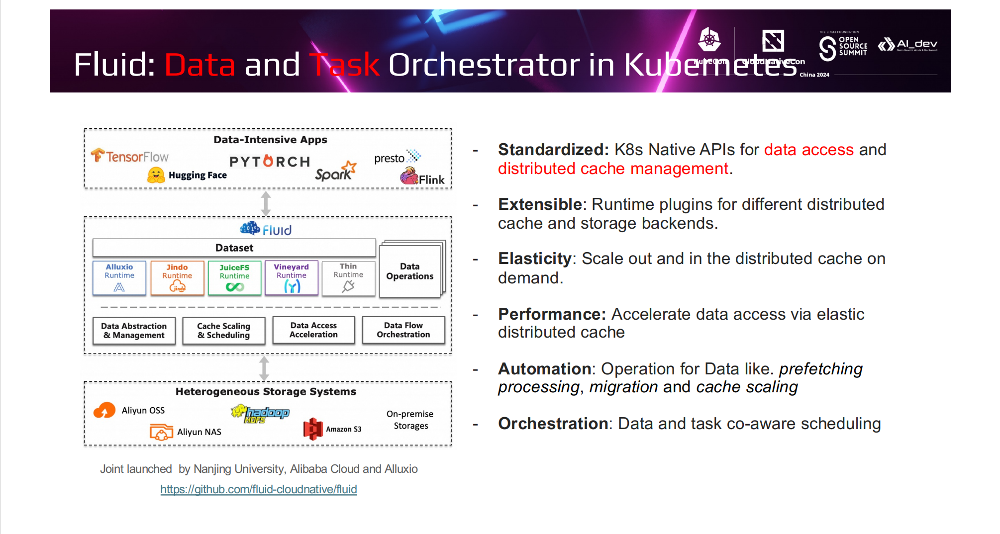 Fluid: Data and Task Orchestrator in Kubernetes
KubeCon
CloudNativeCon
THE LINUX FOUNDATION
OPEN
SOURCE
SUMMIT
AI_dev
Open Source GenAI & ML Summit
China 2024
Data-Intensive Apps
TensorFlow
PYTORCH
presto
Hugging Face
Spark
Flink
Fluid
Dataset
Alluxio
Runtime
Jindo
Runtime
jindo
JuiceFS
Runtime
Vineyard
Runtime
Thin
Runtime
Data
Operations
Data Abstraction
& Management
Cache Scaling
& Scheduling
Data Access
Acceleration
Data Flow
Orchestration
Heterogeneous Storage Systems
Aliyun OSS
hadoop
HDFS
On-premise
Storages
Aliyun NAS
Amazon S3
Joint launched  by Nanjing University, Alibaba Cloud and Alluxio
https://github.com/fluid-cloudnative/fluid
- Standardized: K8s Native APIs for data access and
distributed cache management.
- Extensible: Runtime plugins for different distributed
cache and storage backends.
- Elasticity: Scale out and in the distributed cache on
demand.
- Performance: Accelerate data access via elastic
distributed cache
- Automation: Operation for Data like. prefetching
processing, migration and cache scaling
- Orchestration: Data and task co-aware scheduling